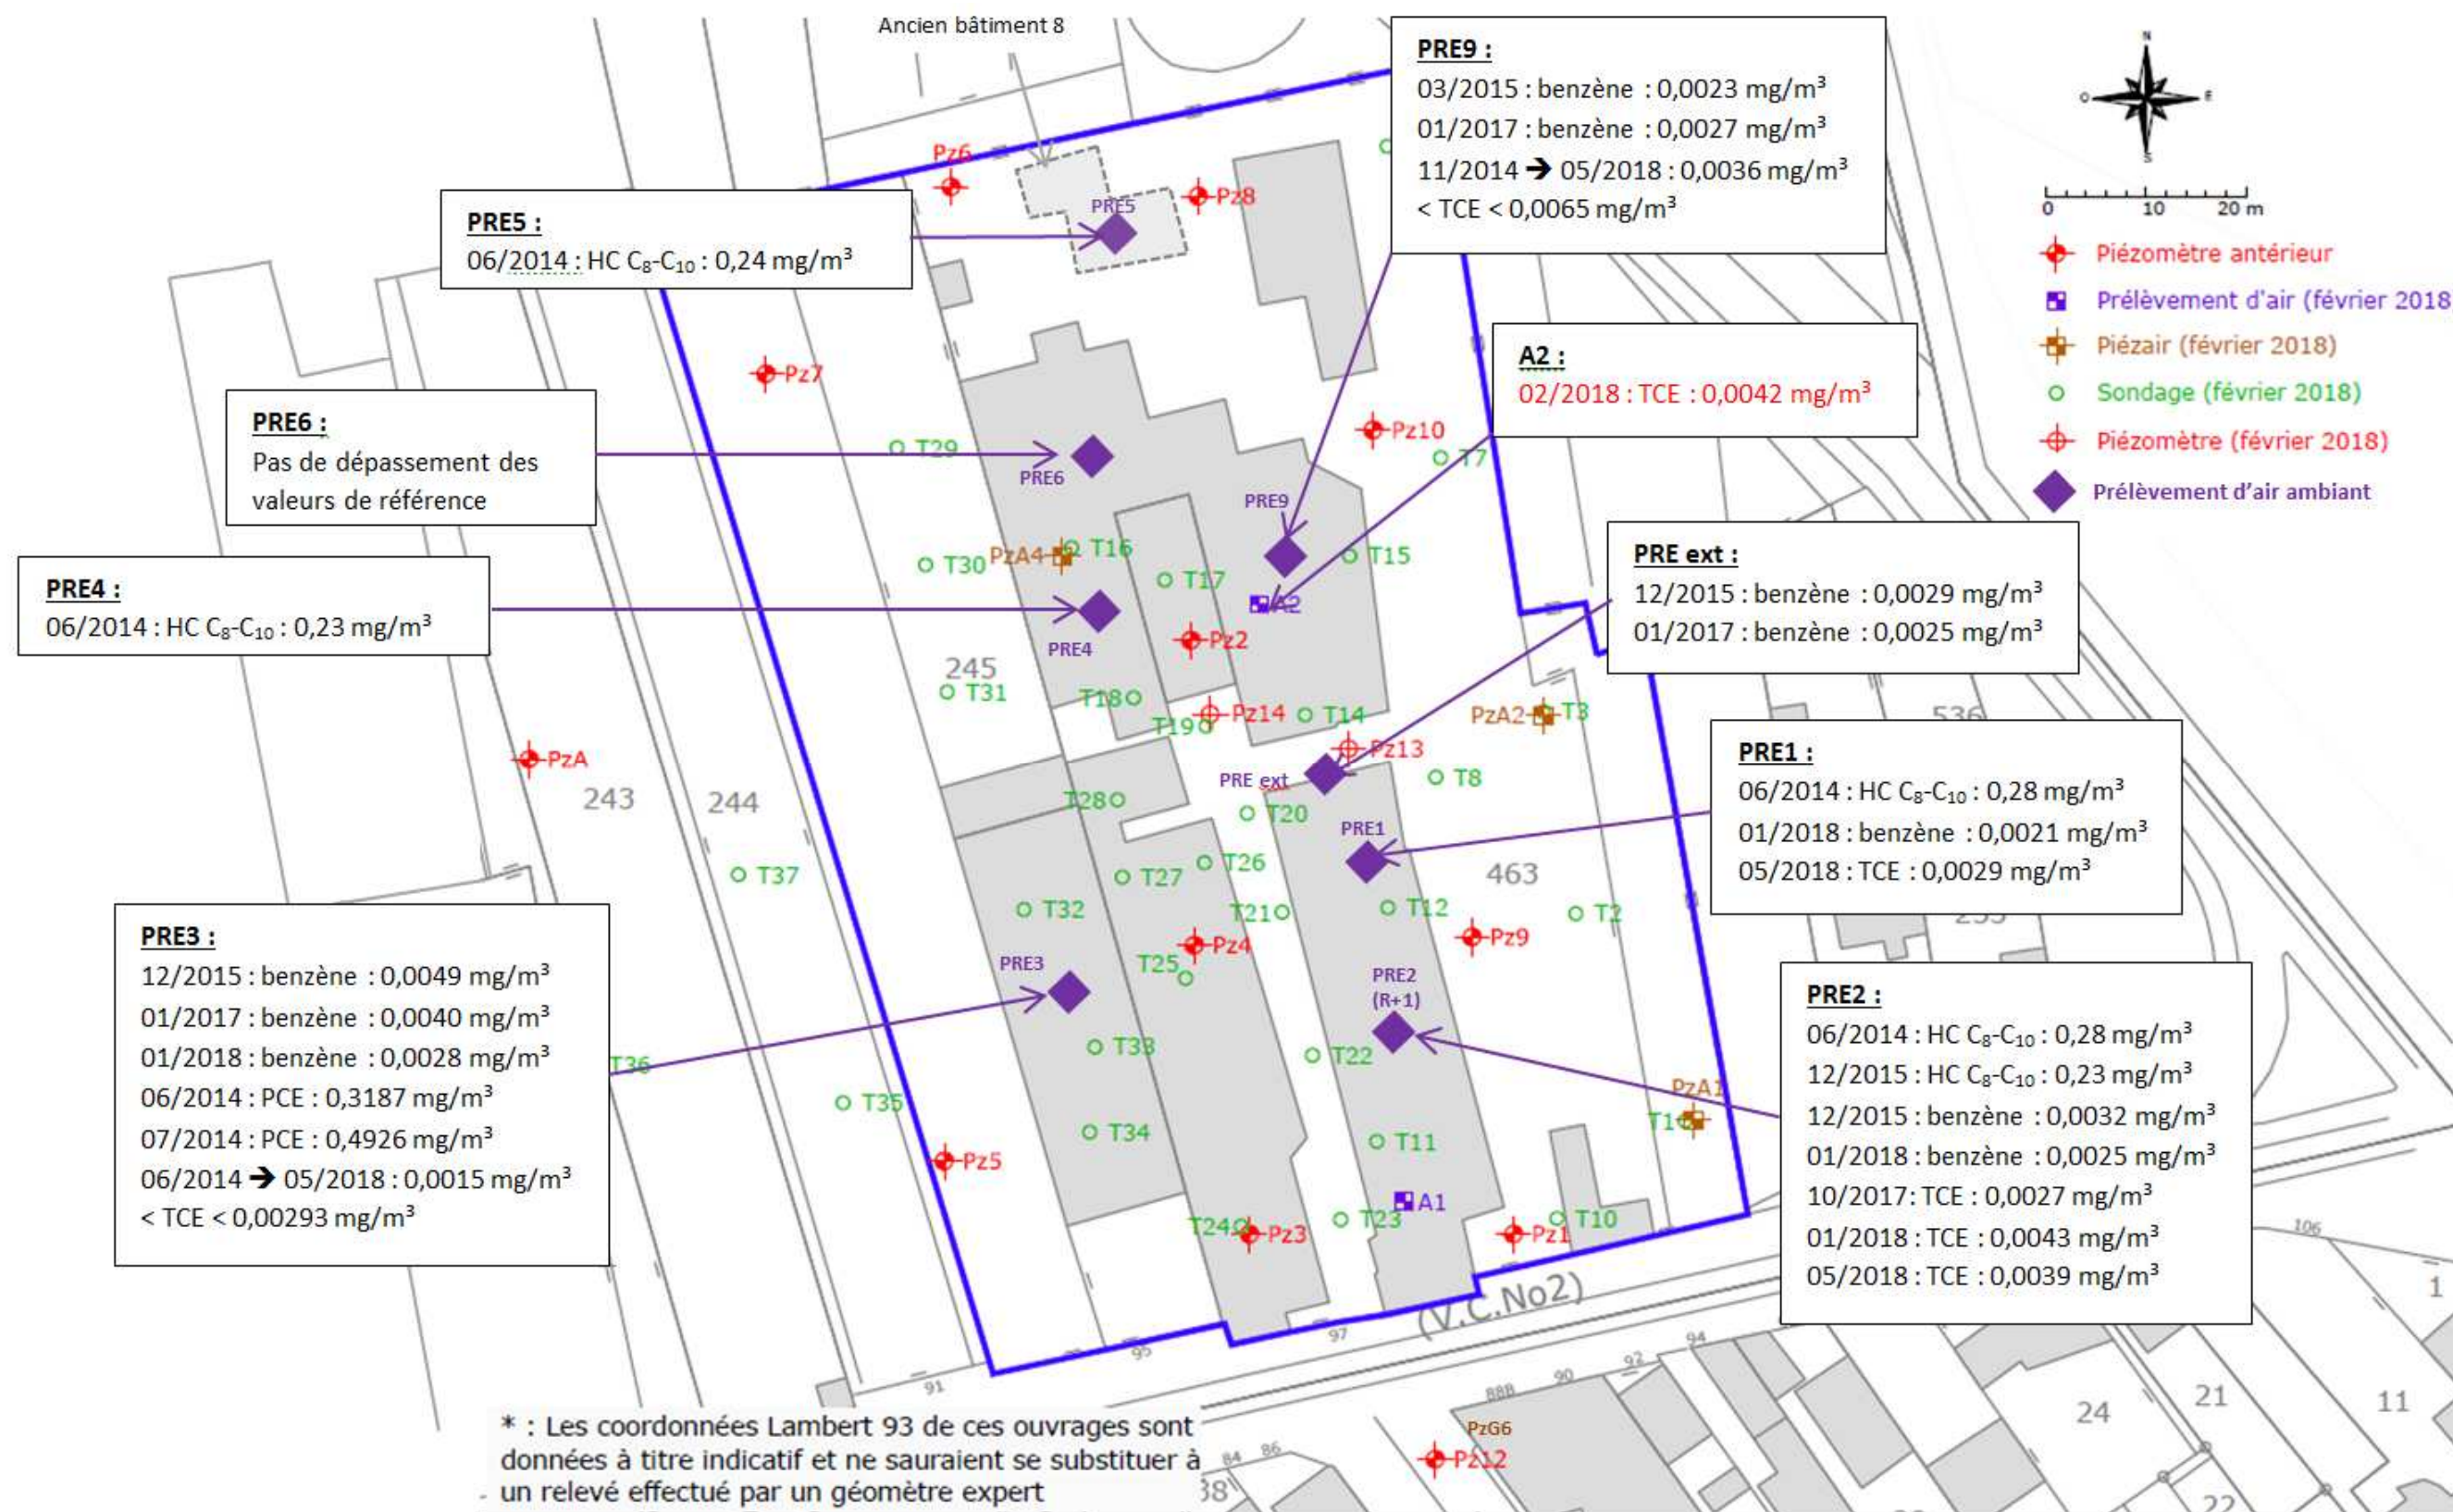 Ancien bâtiment 8
PRE9 :
03/2015 : benzène : 0,0023 mg/m³
01/2017 : benzène : 0,0027 mg/m³
11/2014 ➔ 05/2018 : 0,0036 mg/m³
< TCE < 0,0065 mg/m³
N
O
E
S
0 10 20 m
Piézomètre antérieur
Prélèvement d'air (février 2018
Piézair (février 2018)
Sondage (février 2018)
Piézomètre (février 2018)
Prélèvement d'air ambiant
PRE5 :
06/2014 : HC C₈-C₁₀ : 0,24 mg/m³
Pz6
PRE5
Pz8
A2 :
02/2018 : TCE : 0,0042 mg/m³
Pz7
PRE6 :
Pas de dépassement des
valeurs de référence
T29
PRE6
Pz10
T7
PRE9
PRE4 :
06/2014 : HC C₈-C₁₀ : 0,23 mg/m³
T30
PzA4
T16
T17
T15
A2
Pz2
PRE4
245
T31
T18
T19
Pz14
T14
Pz13
PRE ext
PRE ext :
12/2015 : benzène : 0,0029 mg/m³
01/2017 : benzène : 0,0025 mg/m³
PzA2
T3
536
PzA
243
244
T28
T20
T8
PRE1
PRE1 :
06/2014 : HC C₈-C₁₀ : 0,28 mg/m³
01/2018 : benzène : 0,0021 mg/m³
05/2018 : TCE : 0,0029 mg/m³
T37
T27
T26
463
T32
T21
T12
T2
Pz4
Pz9
T25
PRE3
PRE2
(R+1)
PRE3 :
12/2015 : benzène : 0,0049 mg/m³
01/2017 : benzène : 0,0040 mg/m³
01/2018 : benzène : 0,0028 mg/m³
06/2014 : PCE : 0,3187 mg/m³
07/2014 : PCE : 0,4926 mg/m³
06/2014 ➔ 05/2018 : 0,0015 mg/m³
< TCE < 0,00293 mg/m³
PRE2 :
06/2014 : HC C₈-C₁₀ : 0,28 mg/m³
12/2015 : HC C₈-C₁₀ : 0,23 mg/m³
12/2015 : benzène : 0,0032 mg/m³
01/2018 : benzène : 0,0025 mg/m³
10/2017: TCE : 0,0027 mg/m³
01/2018 : TCE : 0,0043 mg/m³
05/2018 : TCE : 0,0039 mg/m³
T36
T35
T33
T22
PzA1
T34
T11
Pz5
A1
T24
Pz3
T23
Pz1
T10
(V.C.No2)
106
1
91
95
97
94
92
90
88B
24
21
11
22
PzG6
Pz12
84
86
* : Les coordonnées Lambert 93 de ces ouvrages sont
données à titre indicatif et ne sauraient se substituer à
un relevé effectué par un géomètre expert